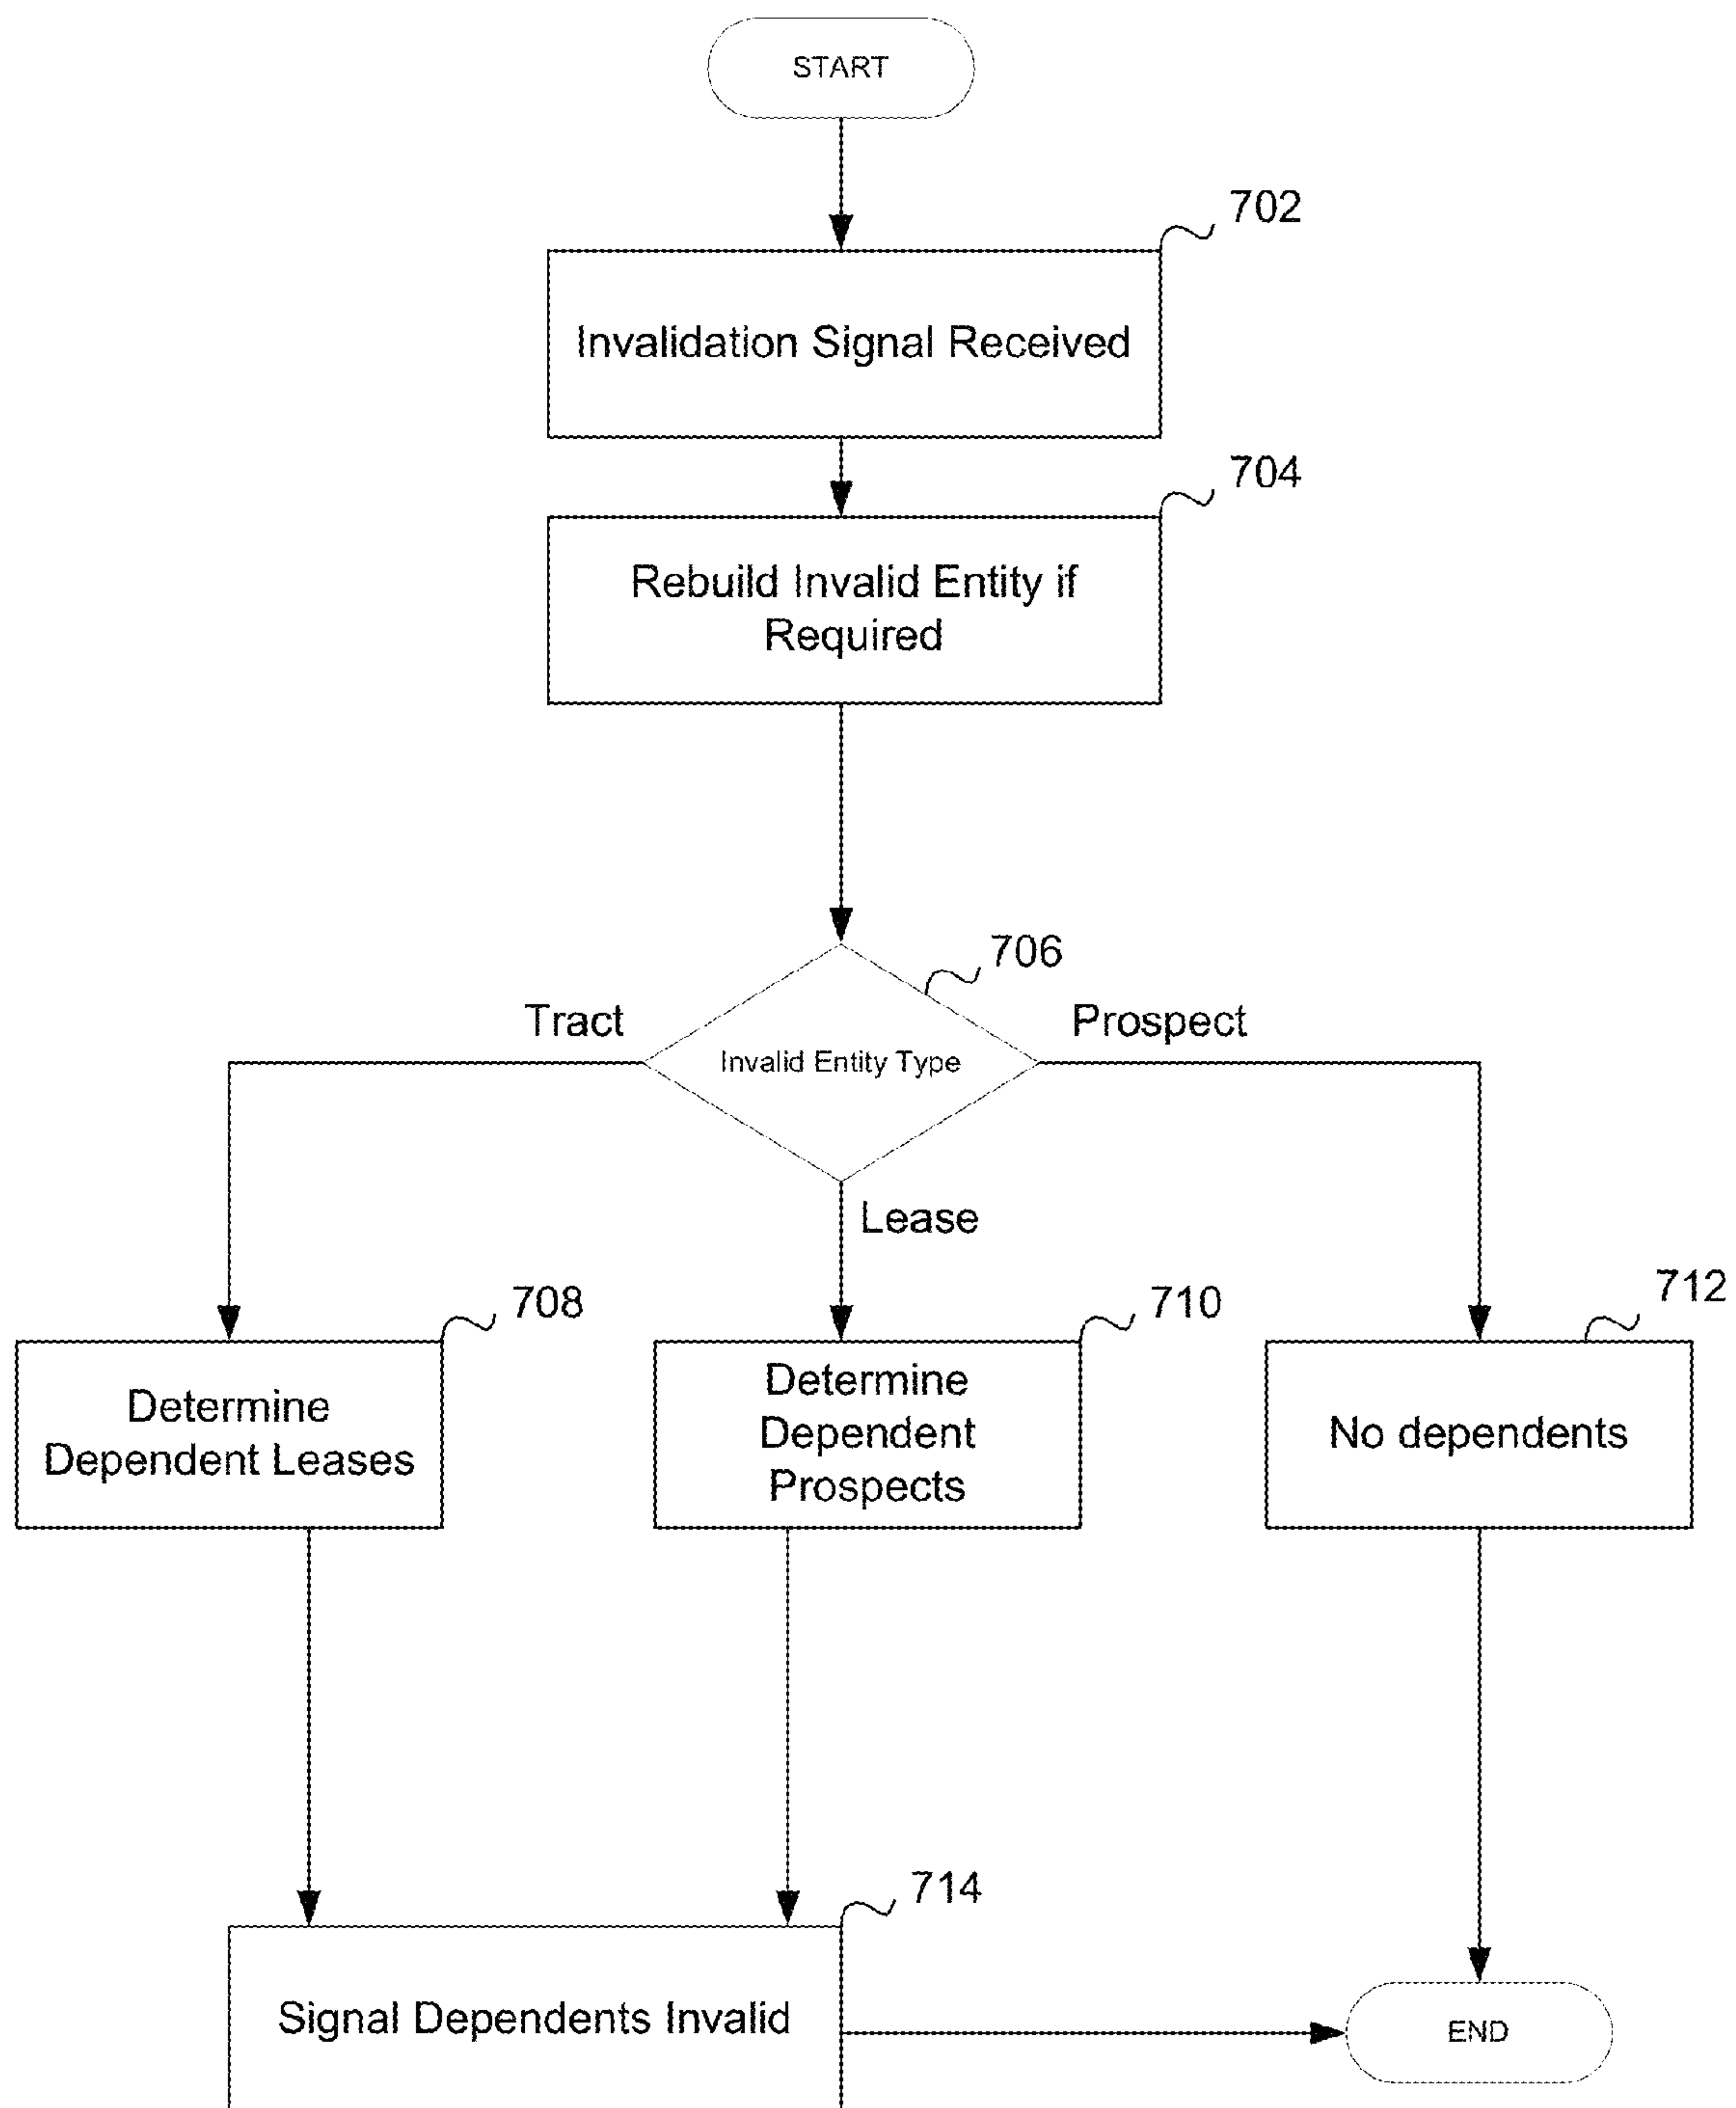 START
702
Invalidation Signal Received
704
Rebuild Invalid Entity if
Required
706
Tract
Prospect
Invalid Entity Type
Lease
708
710
712
Determine
Dependent Leases
Determine
Dependent
Prospects
No dependents
714
Signal Dependents Invalid
END